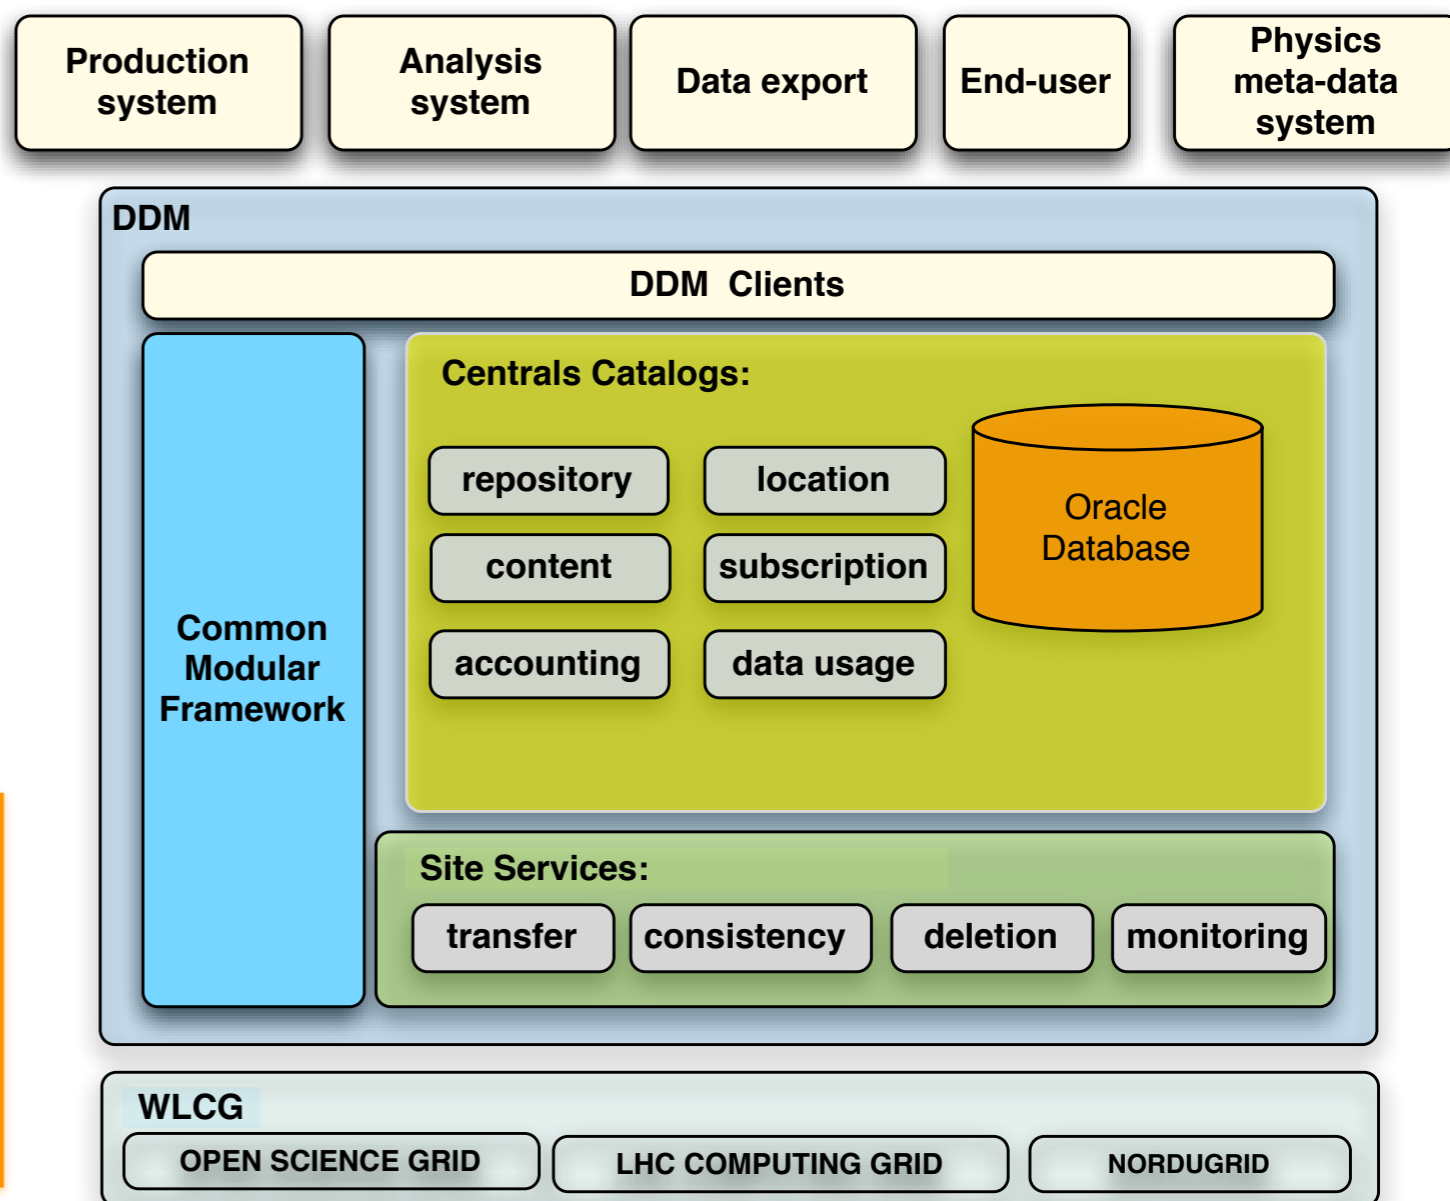 Production
system
Analysis
system
Data export
End-user
Physics
meta-data
system
DDM
DDM Clients
Common
Modular
Framework
Centrals Catalogs:
repository
location
content
subscription
accounting
data usage
Oracle
Database
Site Services:
transfer
consistency
deletion
monitoring
WLCG
OPEN SCIENCE GRID
LHC COMPUTING GRID
NORDUGRID